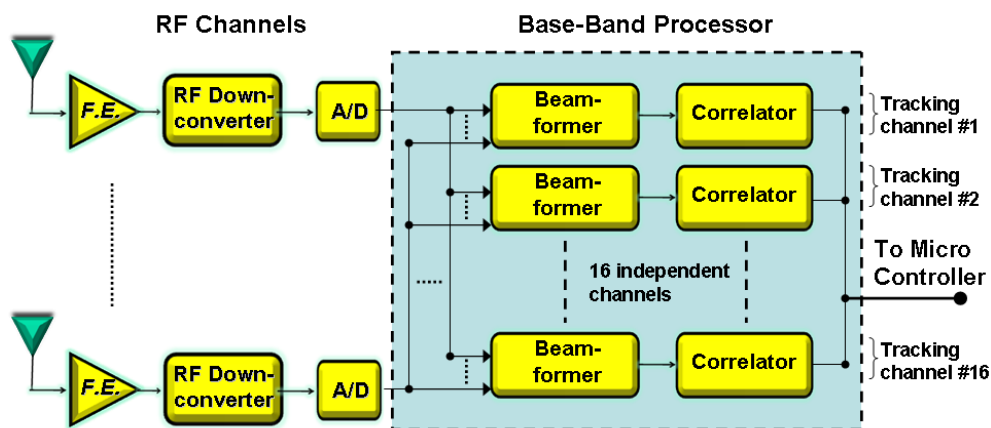 RF Channels
Base-Band Processor
F.E.
RF Down-
converter
A/D
Beam-
former
Correlator
Tracking
channel #1
Beam-
former
Correlator
Tracking
channel #2
16 independent
channels
To Micro
Controller
F.E.
RF Down-
converter
A/D
Beam-
former
Correlator
Tracking
channel #16